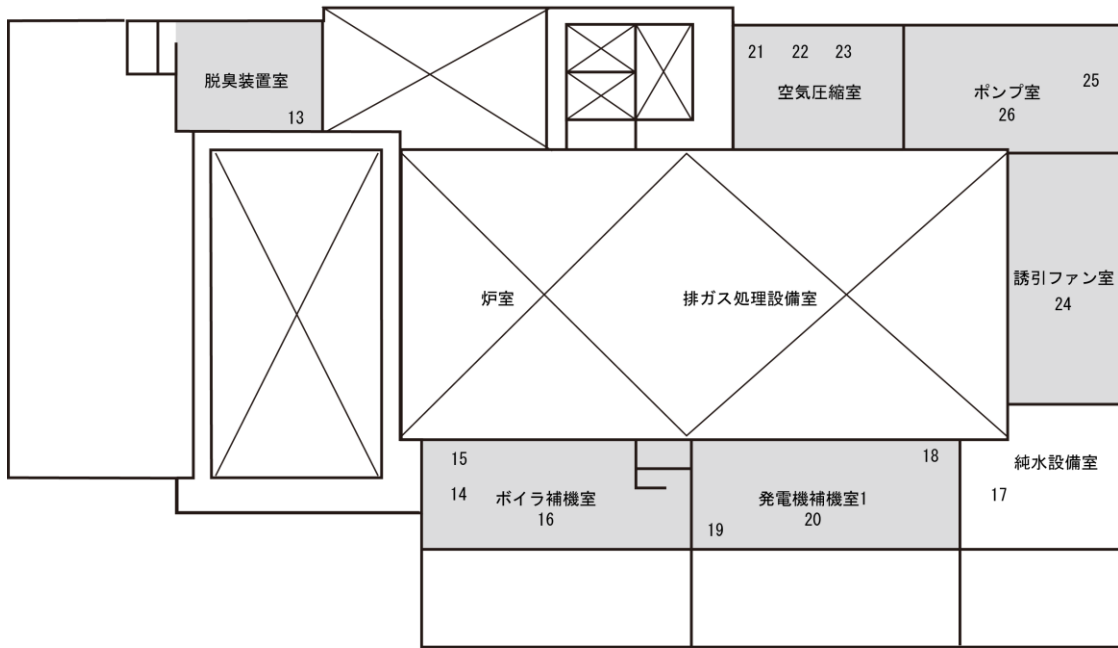 21 22 23
脱臭装置室
空気圧縮室
ポンプ室
25
13
26
炉室
排ガス処理設備室
誘引ファン室
24
15
18
純水設備室
14
ボイラ補機室
発電機補機室1
17
16
19
20